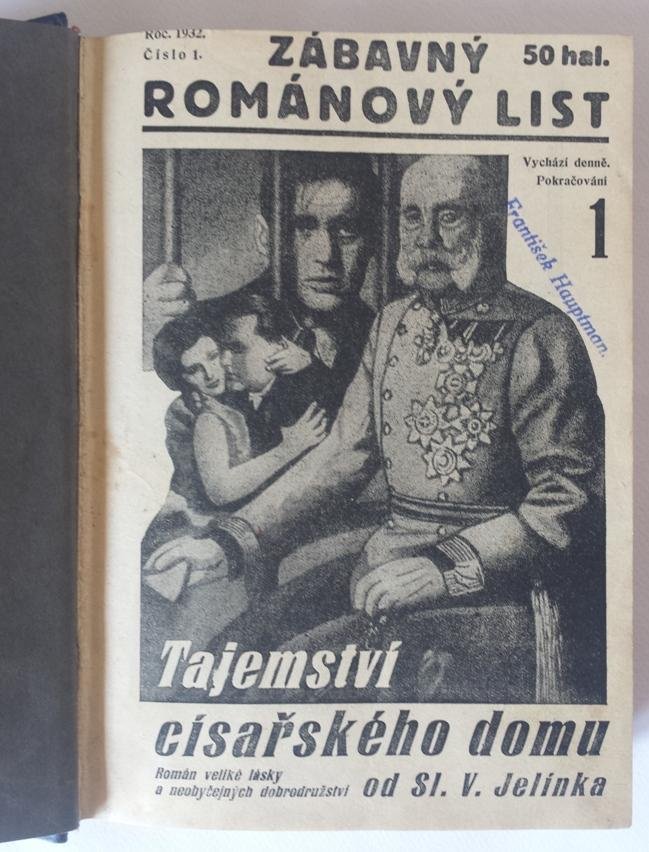 Roč. 1932.
Číslo 1.
ZÁBAVNÝ
50 hal.
ROMÁNOVÝ LIST
Vychází denně.
Pokračování
1
František Hauptman.
Tajemství
císařského domu
Román veliké lásky
a neobyčejných dobrodružství
od Sl. V. Jelínka